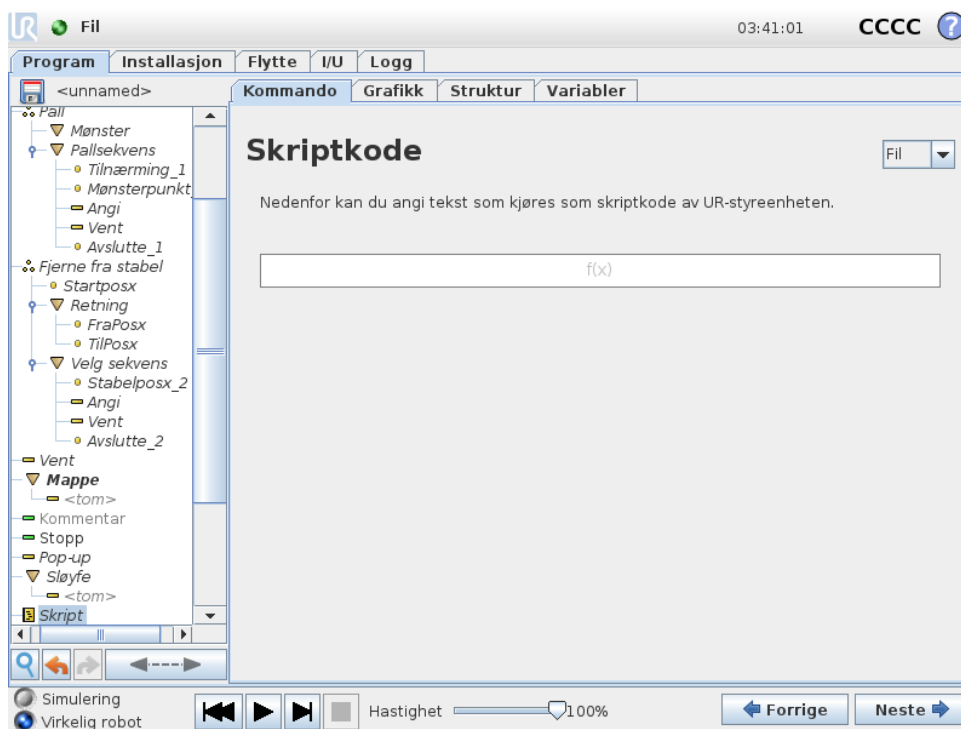 UR Fil 03:41:01 CCCC ?
Program Installasjon Flytte I/U Logg
<unnamed> Kommando Grafikk Struktur Variabler
Pall
Mønster
Pallsekvens
Tilnærming_1
Mønsterpunkt_
Angi
Vent
Avslutte_1
Fjerne fra stabel
Startposx
Retning
FraPosx
TilPosx
Velg sekvens
Stabelposx_2
Angi
Vent
Avslutte_2
Vent
Mappe
<tom>
Kommentar
Stopp
Pop-up
Sløyfe
<tom>
Skript
Skriptkode
Fil
Nedenfor kan du angi tekst som kjøres som skriptkode av UR-styreenheten.
f(x)
Simulering
Virkelig robot
Hastighet 100%
Forrige Neste